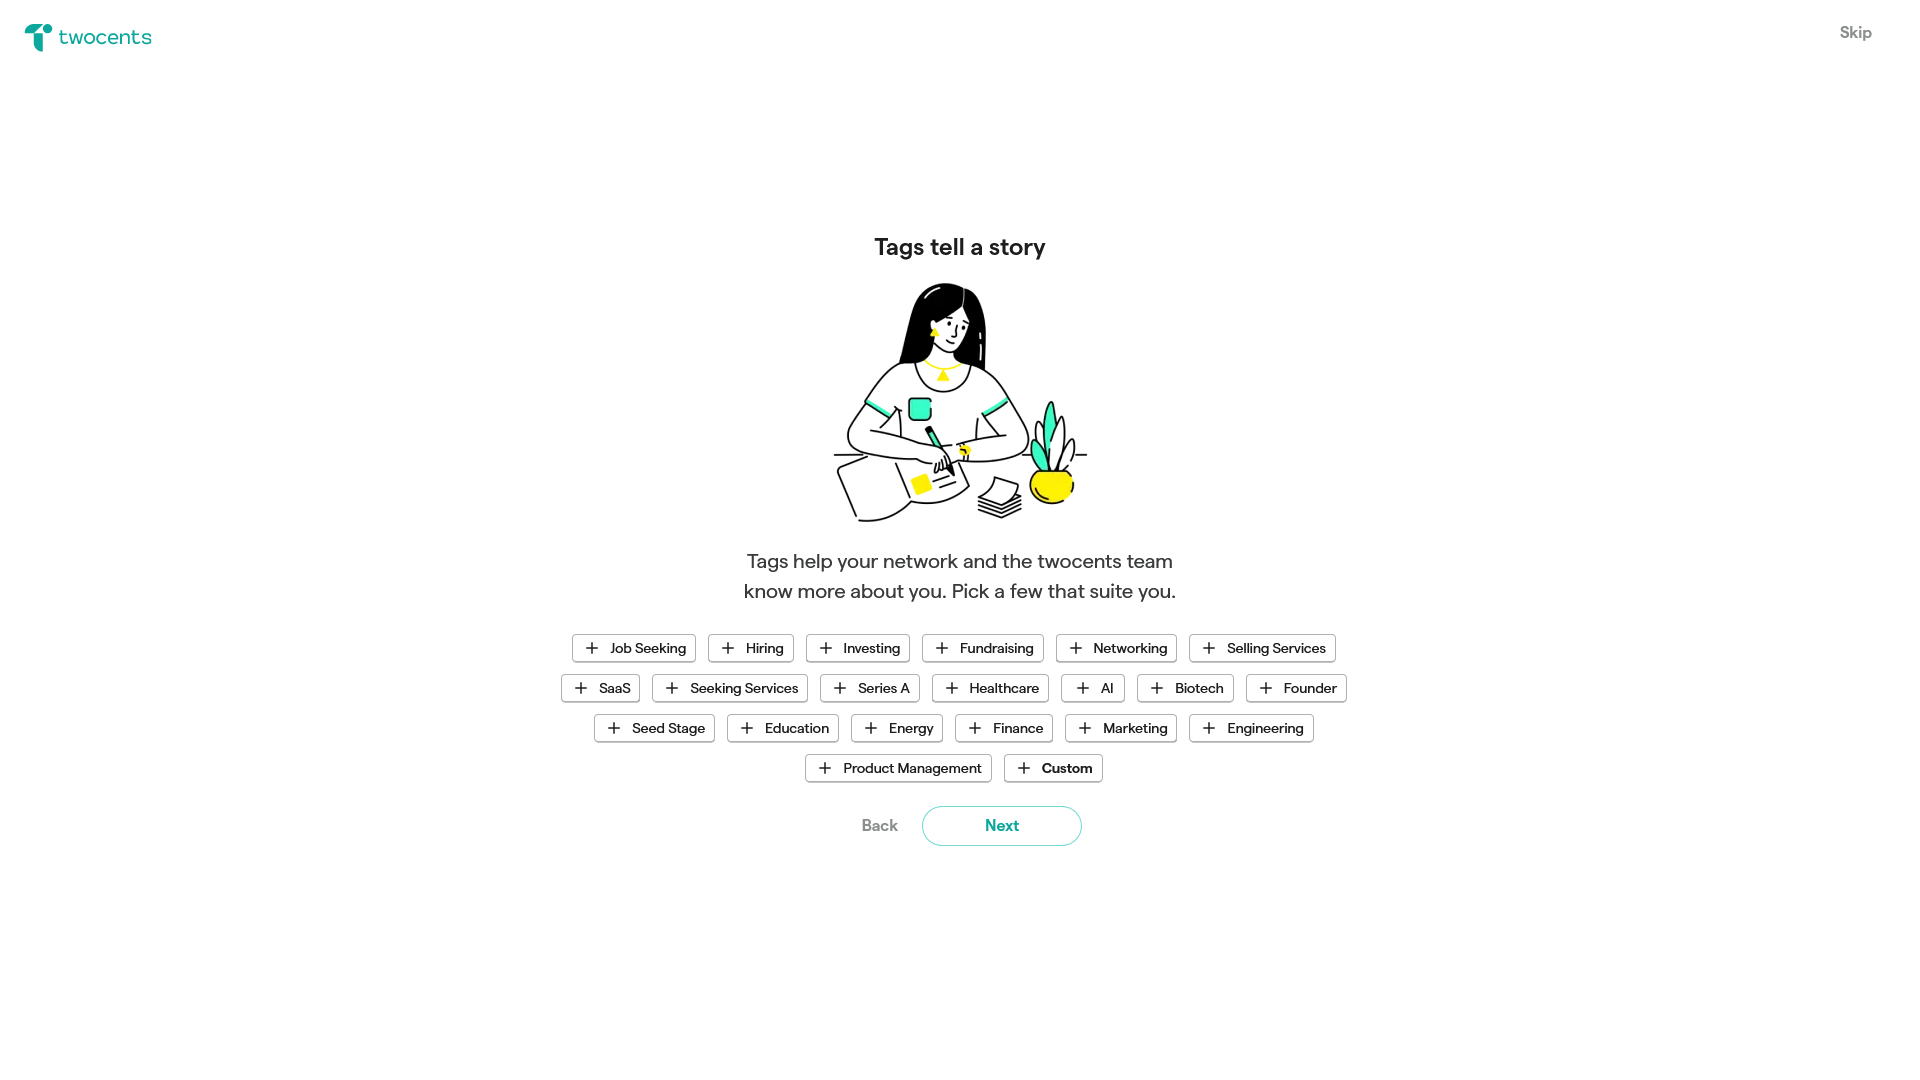 twocents
Skip
Tags tell a story
Tags help your network and the twocents team
know more about you. Pick a few that suite you.
Job Seeking Hiring Investing Fundraising Networking Selling Services
SaaS Seeking Services Series A Healthcare AI Biotech Founder
Seed Stage Education Energy Finance Marketing Engineering
Product Management Custom
Back Next